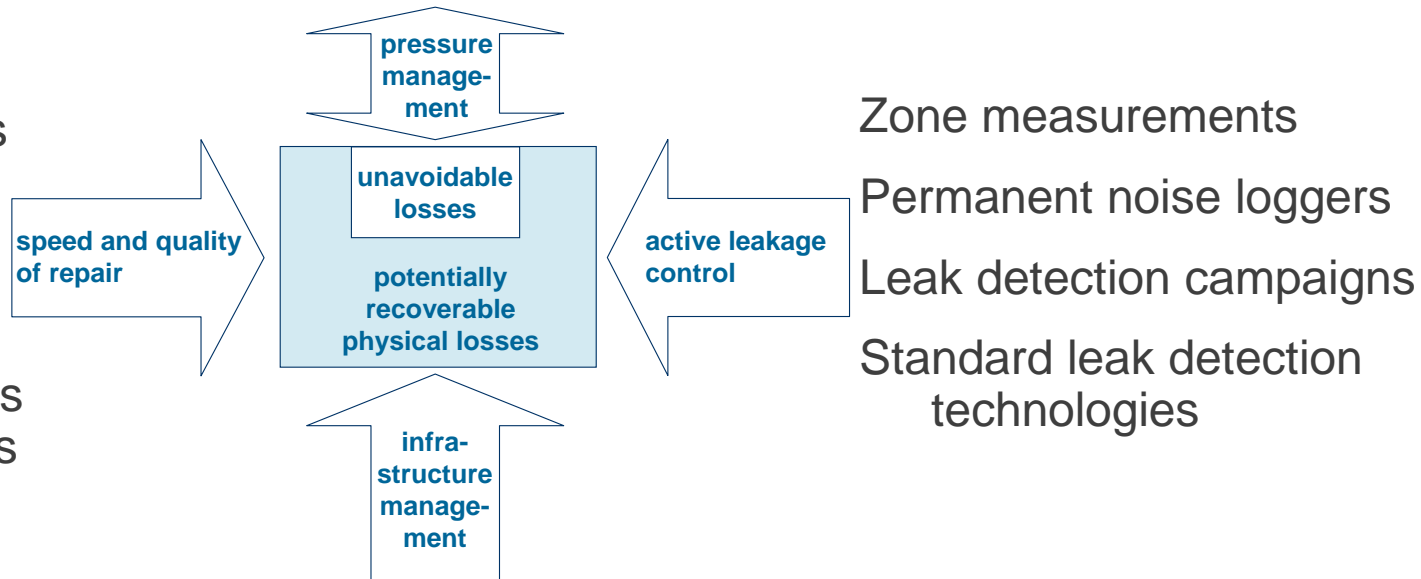 pressure
manage-
ment
unavoidable
losses
potentially
recoverable
physical losses
speed and quality
of repair
active leakage
control
infra-
structure
manage-
ment
Zone measurements
Permanent noise loggers
Leak detection campaigns
Standard leak detection
technologies